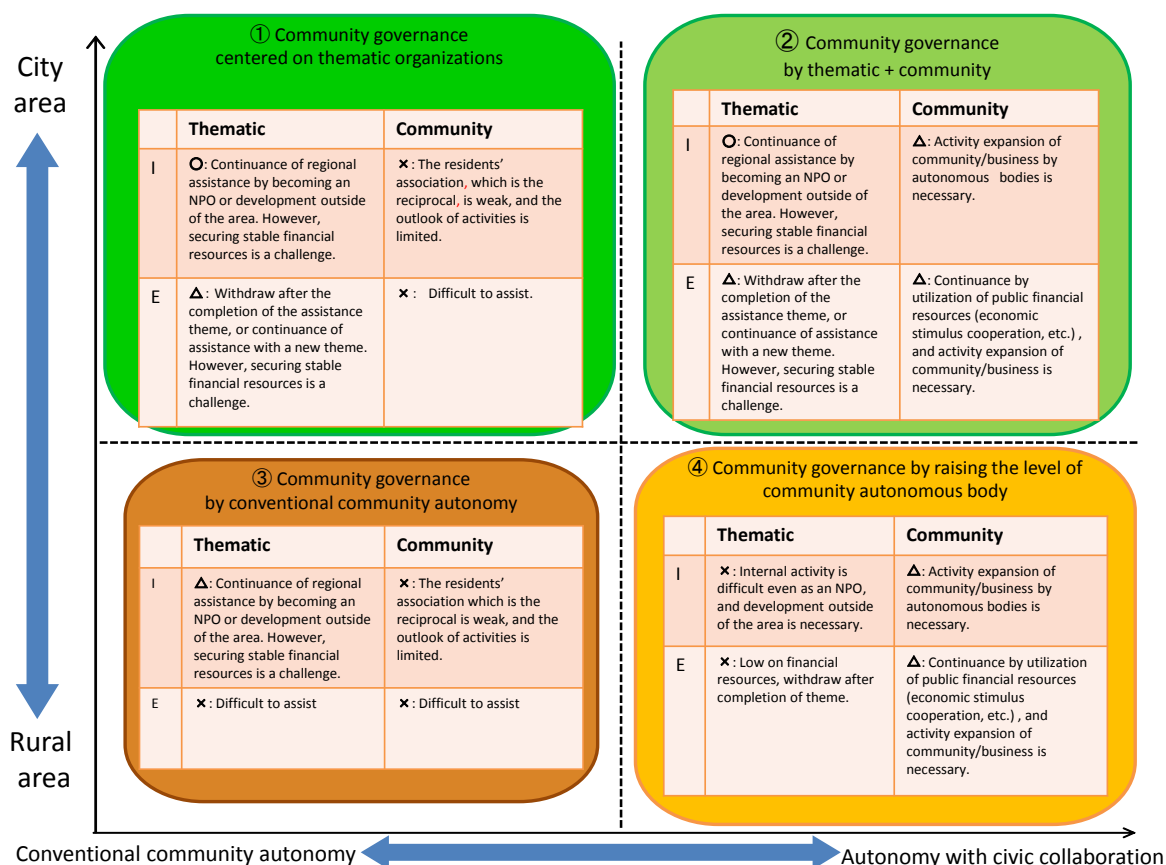 City
area
① Community governance
centered on thematic organizations
Thematic
Community
I
O: Continuance of regional
assistance by becoming an
NPO or development outside
of the area. However,
securing stable financial
resources is a challenge.
×: The residents’
association, which is the
reciprocal, is weak, and the
outlook of activities is
limited.
E
Δ: Withdraw after the
completion of the assistance
theme, or continuance of
assistance with a new theme.
However, securing stable
financial resources is a
challenge.
×: Difficult to assist.
② Community governance
by thematic + community
Thematic
Community
I
O: Continuance of
regional assistance by
becoming an NPO or
development outside of
the area. However,
securing stable financial
resources is a challenge.
Δ: Activity expansion of
community/business by
autonomous bodies is
necessary.
E
Δ: Withdraw after the
completion of the
assistance theme, or
continuance of assistance
with a new theme.
However, securing stable
financial resources is a
challenge.
Δ: Continuance by
utilization of public financial
resources (economic
stimulus cooperation, etc.) ,
and activity expansion of
community/business is
necessary.
③ Community governance
by conventional community autonomy
Thematic
Community
I
Δ: Continuance of regional
assistance by becoming an
NPO or development outside
of the area. However,
securing stable financial
resources is a challenge.
×: The residents’
association which is the
reciprocal is weak, and the
outlook of activities is
limited.
E
×: Difficult to assist
×: Difficult to assist
④ Community governance by raising the level of
community autonomous body
Thematic
Community
I
×: Internal activity is
difficult even as an NPO,
and development outside
of the area is necessary.
Δ: Activity expansion of
community/business by
autonomous bodies is
necessary.
E
×: Low on financial
resources, withdraw after
completion of theme.
Δ: Continuance by utilization
of public financial resources
(economic stimulus
cooperation, etc.) , and
activity expansion of
community/business is
necessary.
Rural
area
Conventional community autonomy
Autonomy with civic collaboration